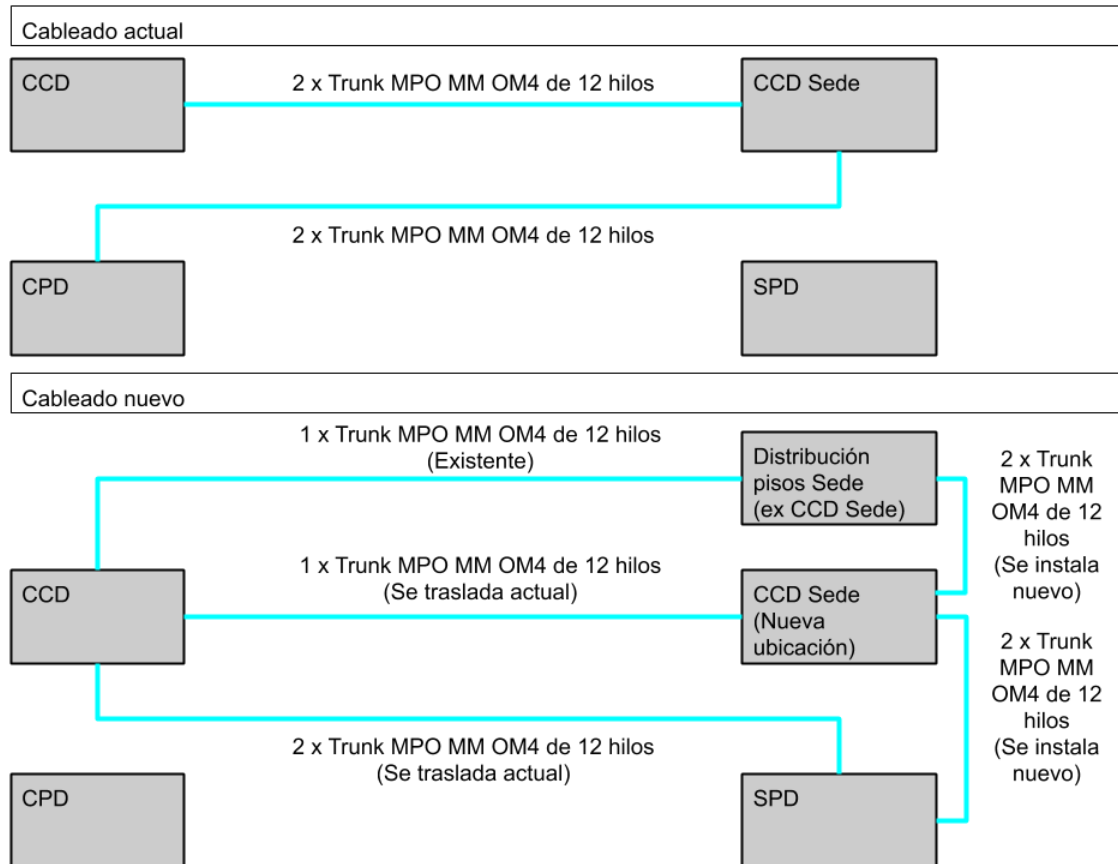 Cableado actual
CCD
2 x Trunk MPO MM OM4 de 12 hilos
CCD Sede
2 x Trunk MPO MM OM4 de 12 hilos
CPD
SPD
Cableado nuevo
1 x Trunk MPO MM OM4 de 12 hilos
(Existente)
Distribución
pisos Sede
(ex CCD Sede)
2 x Trunk
MPO MM
OM4 de 12
hilos
(Se instala
nuevo)
CCD
1 x Trunk MPO MM OM4 de 12 hilos
(Se traslada actual)
CCD Sede
(Nueva
ubicación)
2 x Trunk
MPO MM
OM4 de 12
hilos
(Se instala
nuevo)
2 x Trunk MPO MM OM4 de 12 hilos
(Se traslada actual)
CPD
SPD